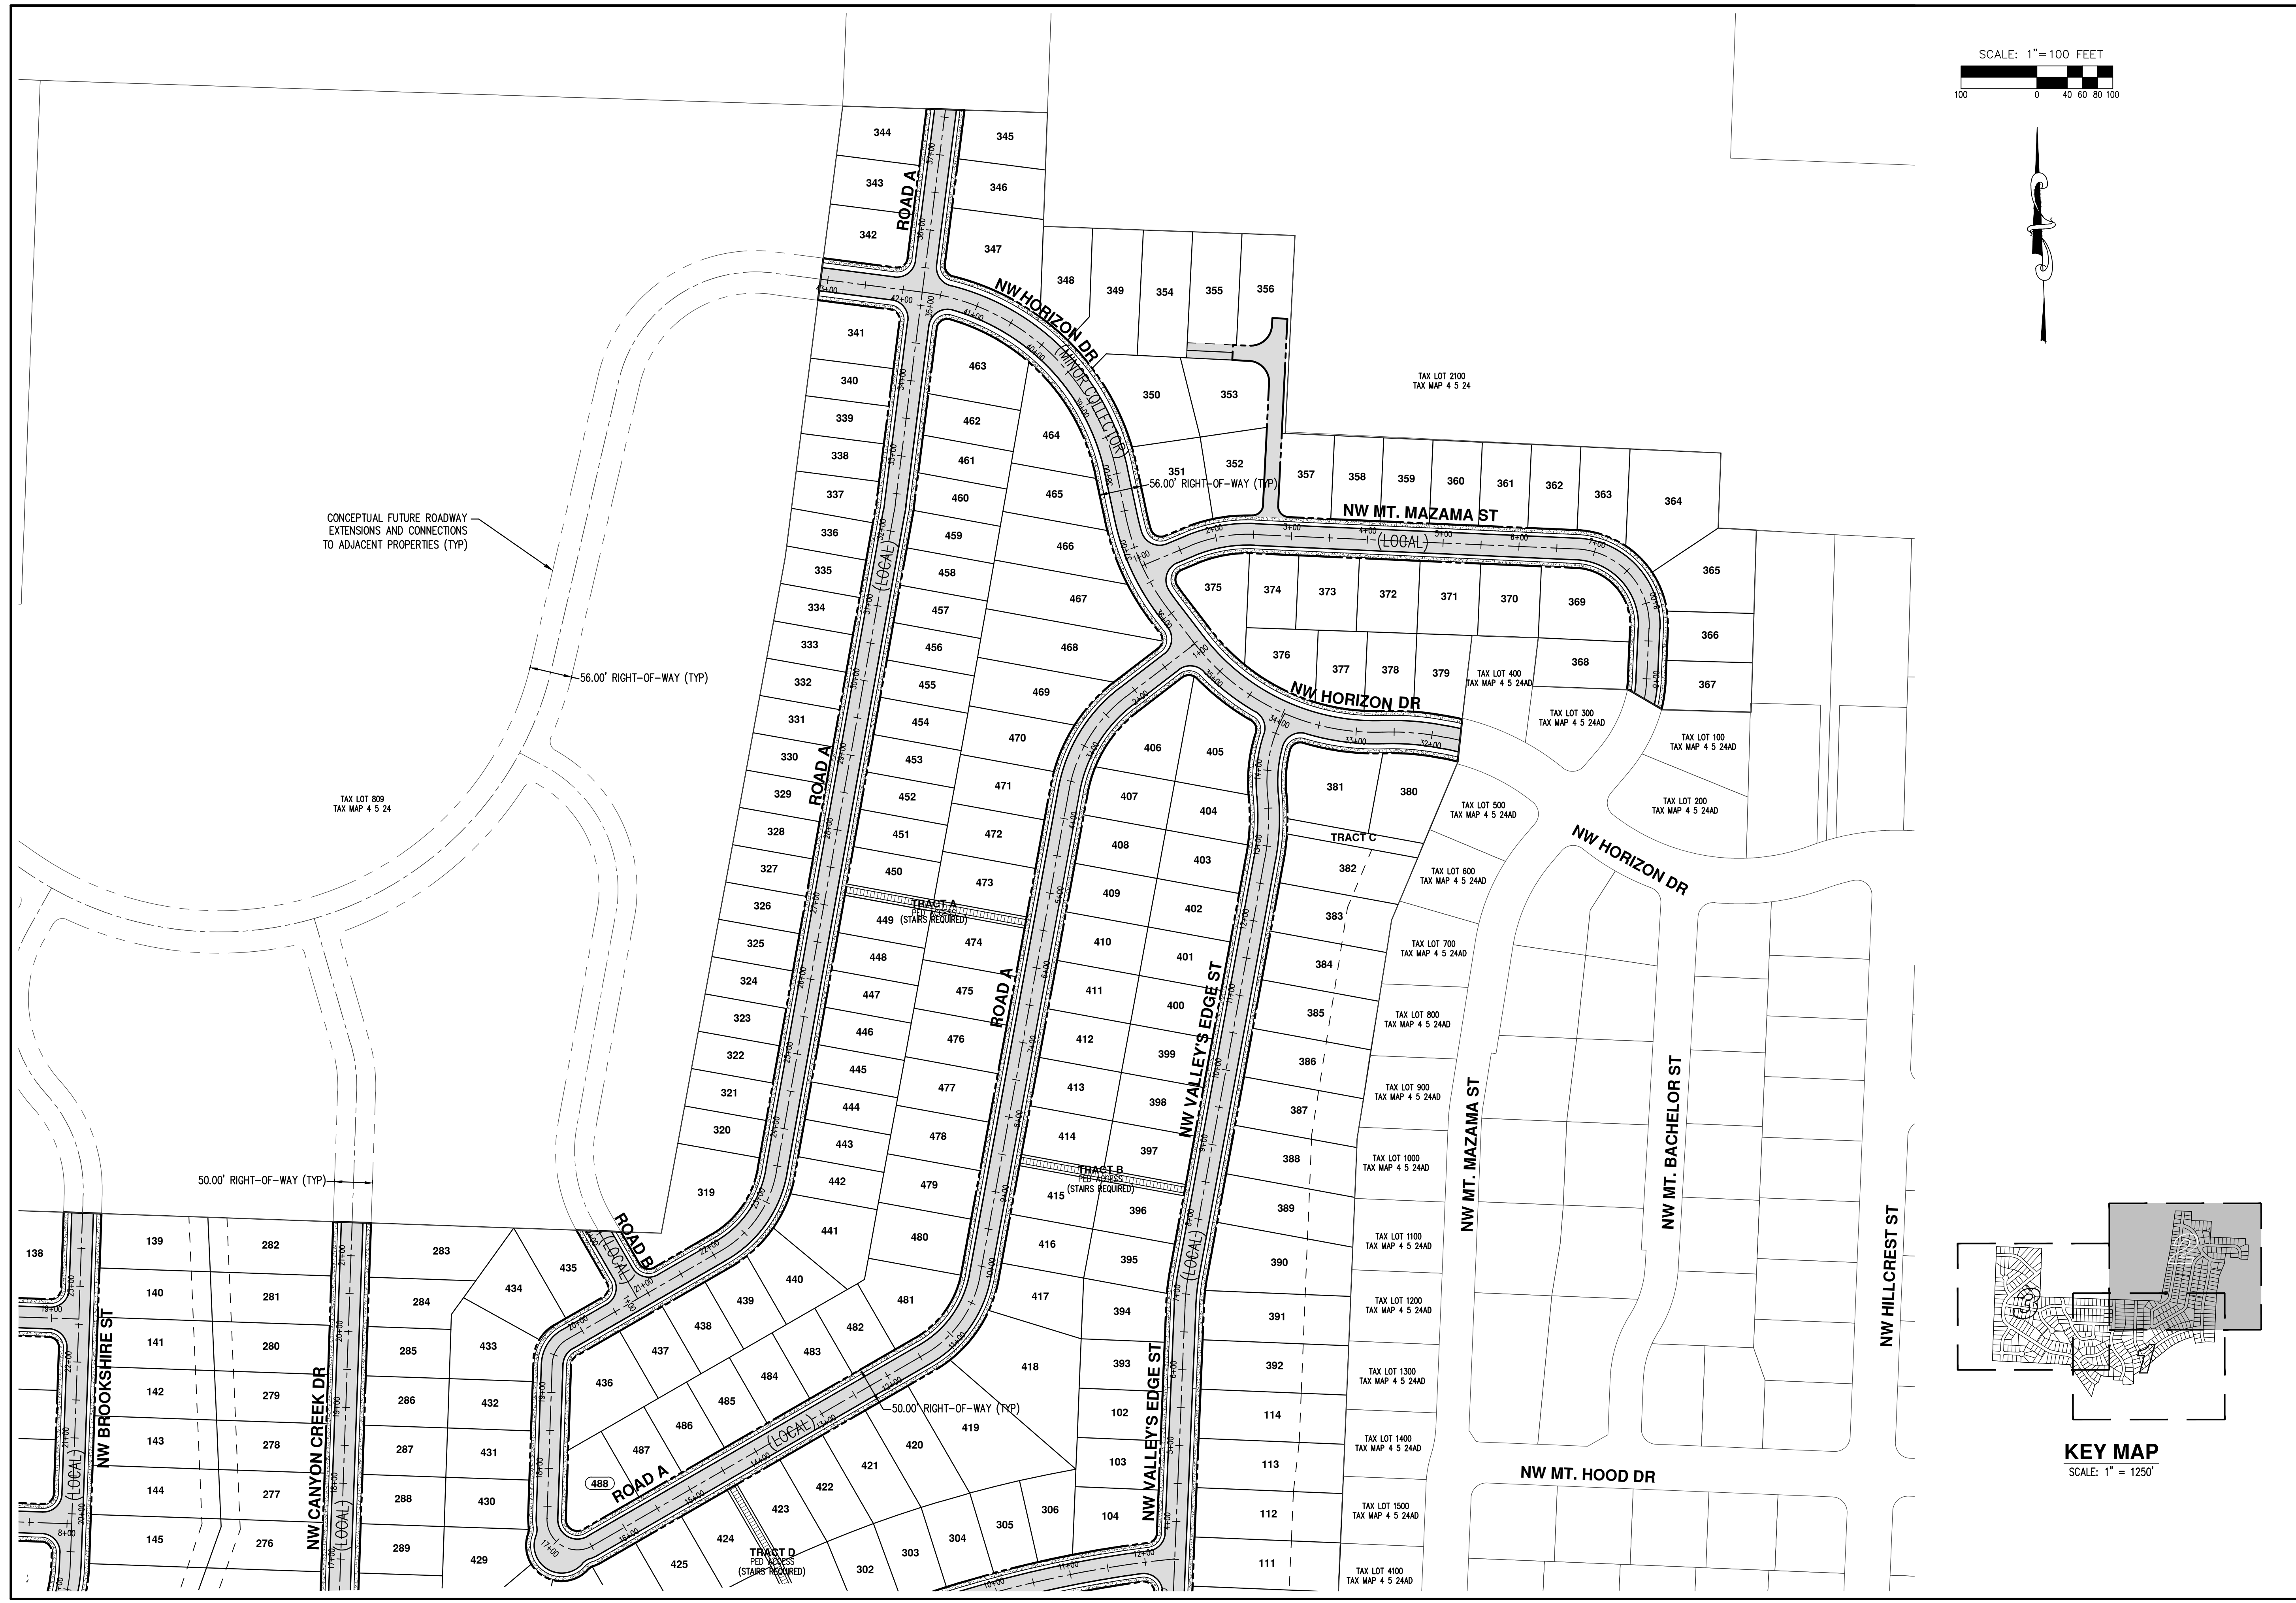 SCALE: 1"=100 FEET
100 0 40 60 80 100
344
345
343
346
ROAD A
342
347
NW HORIZON DR
(MINOR COLLECTOR)
348
349
354
355
356
341
463
340
350
353
TAX LOT 2100
TAX MAP 4 5 24
339
462
464
338
461
351
352
357
358
359
360
361
362
363
364
337
460
465
56.00' RIGHT-OF-WAY (TYP)
NW MT. MAZAMA ST
(LOCAL)
CONCEPTUAL FUTURE ROADWAY
EXTENSIONS AND CONNECTIONS
TO ADJACENT PROPERTIES (TYP)
336
459
466
335
458
365
334
457
467
375
374
373
372
371
370
369
(LOCAL)
333
456
468
366
376
377
378
379
368
TAX LOT 400
TAX MAP 4 5 24AD
56.00' RIGHT-OF-WAY (TYP)
332
455
469
367
NW HORIZON DR
TAX LOT 300
TAX MAP 4 5 24AD
331
454
470
406
405
TAX LOT 100
TAX MAP 4 5 24AD
330
453
ROAD A
329
452
471
407
404
381
380
TAX LOT 809
TAX MAP 4 5 24
TAX LOT 500
TAX MAP 4 5 24AD
TAX LOT 200
TAX MAP 4 5 24AD
328
451
472
408
403
TRACT C
NW HORIZON DR
327
450
473
409
402
382
TAX LOT 600
TAX MAP 4 5 24AD
326
TRACT A
PED ACCESS
449
(STAIRS REQUIRED)
383
325
448
474
410
401
384
TAX LOT 700
TAX MAP 4 5 24AD
324
447
475
411
400
385
ROAD A
NW VALLEY'S EDGE ST
323
446
476
412
399
386
TAX LOT 800
TAX MAP 4 5 24AD
322
445
477
413
398
387
TAX LOT 900
TAX MAP 4 5 24AD
321
444
NW MT. MAZAMA ST
NW MT. BACHELOR ST
320
443
478
414
397
388
TAX LOT 1000
TAX MAP 4 5 24AD
50.00' RIGHT-OF-WAY (TYP)
319
442
479
TRACT B
PED ACCESS
415
(STAIRS REQUIRED)
396
389
441
480
416
395
390
TAX LOT 1100
TAX MAP 4 5 24AD
NW HILLCREST ST
138
139
282
283
435
ROAD B
(LOCAL)
440
(LOCAL)
140
281
284
434
439
481
417
394
391
TAX LOT 1200
TAX MAP 4 5 24AD
141
280
285
433
437
438
482
483
418
393
392
TAX LOT 1300
TAX MAP 4 5 24AD
NW BROOKSHIRE ST
NW CANYON CREEK DR
NW VALLEY'S EDGE ST
142
279
286
432
436
484
485
50.00' RIGHT-OF-WAY (TYP)
102
114
143
278
287
431
487
486
(LOCAL)
419
420
421
103
113
TAX LOT 1400
TAX MAP 4 5 24AD
144
277
288
430
488
ROAD A
422
423
306
305
104
112
TAX LOT 1500
TAX MAP 4 5 24AD
NW MT. HOOD DR
(LOCAL)
(LOCAL)
145
276
289
429
425
424
TRACT D
PED ACCESS
(STAIRS REQUIRED)
302
303
304
111
TAX LOT 4100
TAX MAP 4 5 24AD
3
1
KEY MAP
SCALE: 1" = 1250'